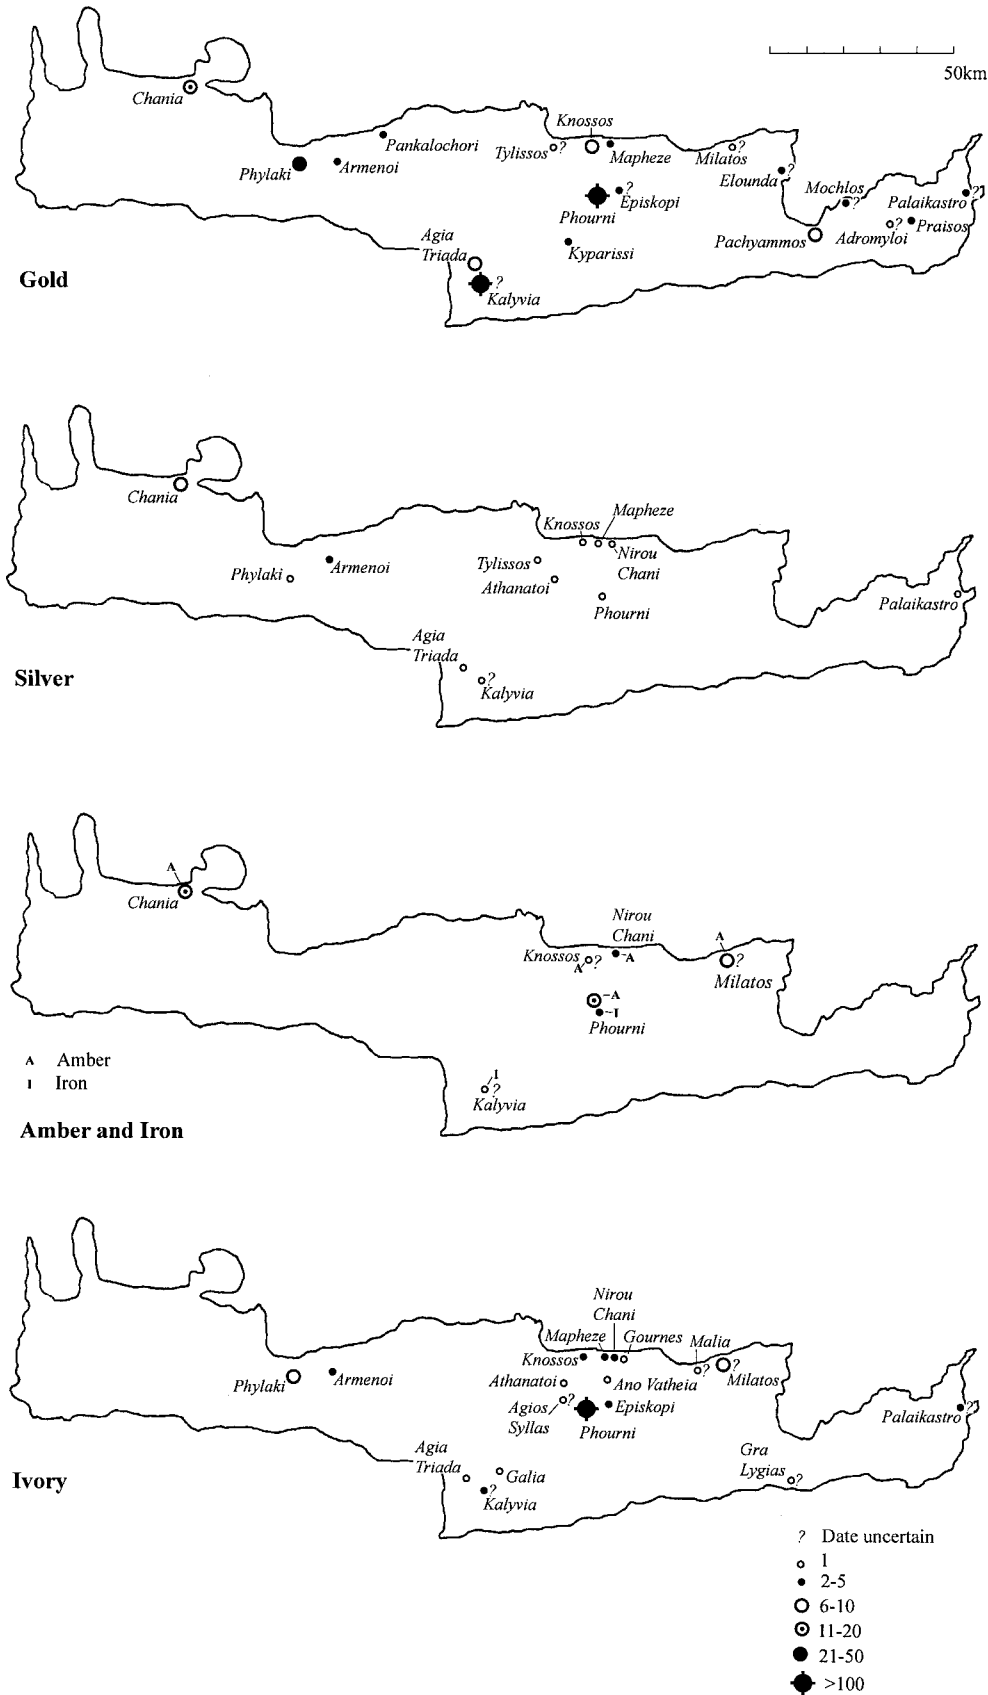 50km
Chania
Knossos
Pankalochori
Tylissos ?
Mapheze
Milatos ?
Phylaki
Armenoi
Elounda ?
Mochlos ?
?
Episkopi
Palaikastro ?
Phourni
Agia
Triada
Pachyammos
Adromyloi ?
Praisos
Kyparissi
Gold
?
Kalyvia
Chania
Mapheze
Knossos
Nirou
Chani
Phylaki
Armenoi
Tylissos
Athanatoi
Phourni
Palaikastro
Agia
Triada
Silver
?
Kalyvia
A
Chania
Nirou
Chani
A
Knossos
A ?
-A
?
Milatos
-A
-I
Phourni
A Amber
I Iron
I
?
Kalyvia
Amber and Iron
Nirou
Chani
Mapheze
Gournes
Malia
Knossos
?
?
Phylaki
Armenoi
Athanatoi
Ano Vatheia
Milatos
Agios ?
Syllas
Episkopi
Phourni
Palaikastro ?
Agia
Triada
Galia
Gra
Lygias ?
Ivory
?
Kalyvia
? Date uncertain
1
2-5
6-10
11-20
21-50
>100